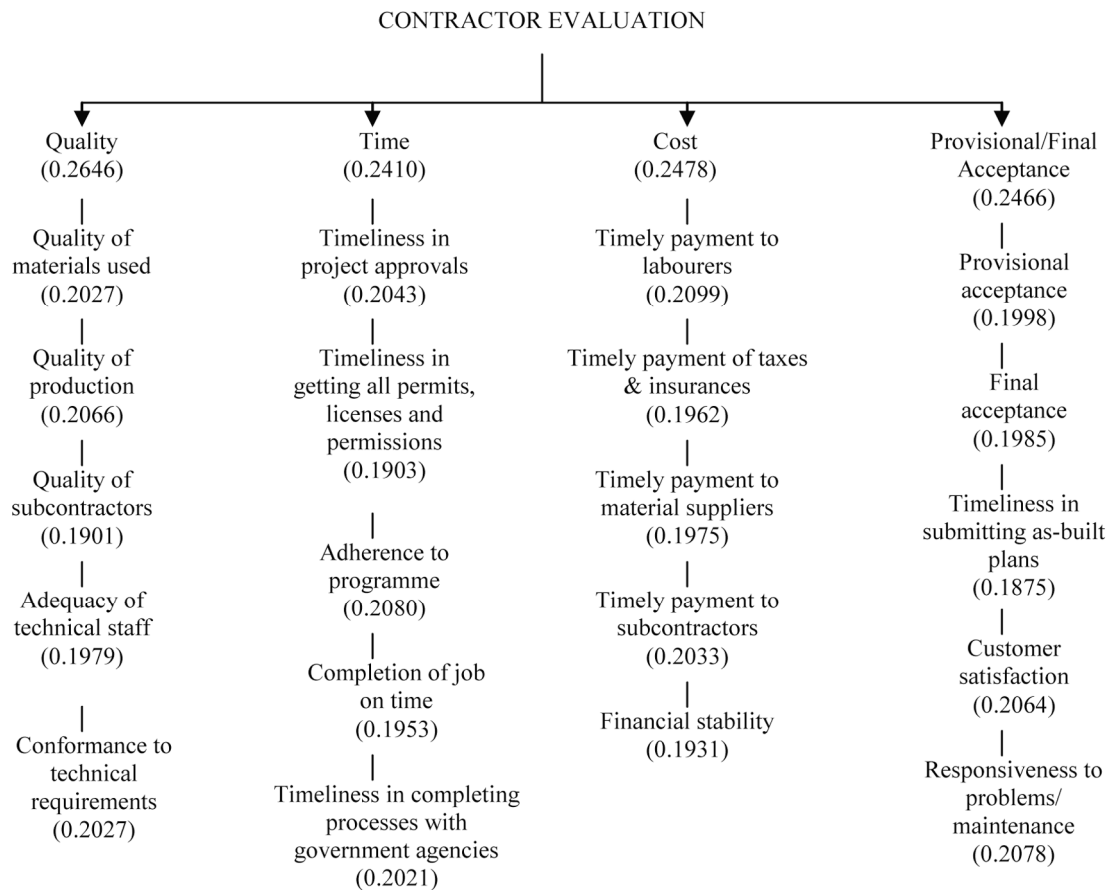 CONTRACTOR EVALUATION
Quality
(0.2646)
Quality of
materials used
(0.2027)
Quality of
production
(0.2066)
Quality of
subcontractors
(0.1901)
Adequacy of
technical staff
(0.1979)
Conformance to
technical
requirements
(0.2027)
Time
(0.2410)
Timeliness in
project approvals
(0.2043)
Timeliness in
getting all permits,
licenses and
permissions
(0.1903)
Adherence to
programme
(0.2080)
Completion of job
on time
(0.1953)
Timeliness in completing
processes with
government agencies
(0.2021)
Cost
(0.2478)
Timely payment to
labourers
(0.2099)
Timely payment of taxes
& insurances
(0.1962)
Timely payment to
material suppliers
(0.1975)
Timely payment to
subcontractors
(0.2033)
Financial stability
(0.1931)
Provisional/Final
Acceptance
(0.2466)
Provisional
acceptance
(0.1998)
Final
acceptance
(0.1985)
Timeliness in
submitting as-built
plans
(0.1875)
Customer
satisfaction
(0.2064)
Responsiveness to
problems/
maintenance
(0.2078)